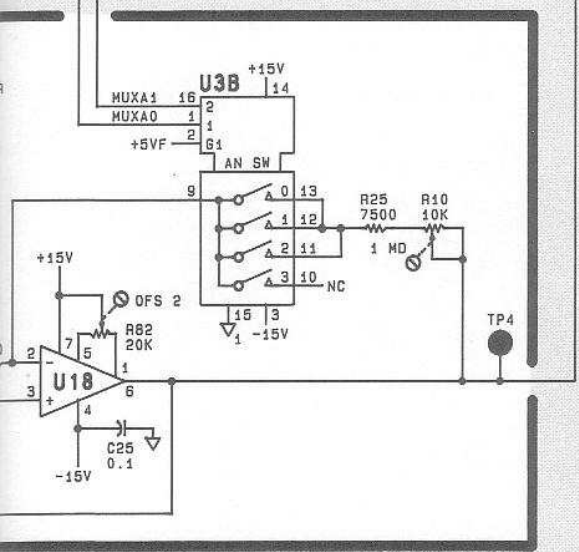 U3B
+15V
14
MUXA1 16 2
MUXA0 1 1
+5VF 2 G1
AN SW
9
0 13
1 12
2 11
3 10 NC
R25
7500
R10
10K
1 MD
15 3
1 -15V
+15V
OFS 2
R82
20K
7 5
2 -
1
U18
6
3 +
4
C25
0.1
-15V
TP4